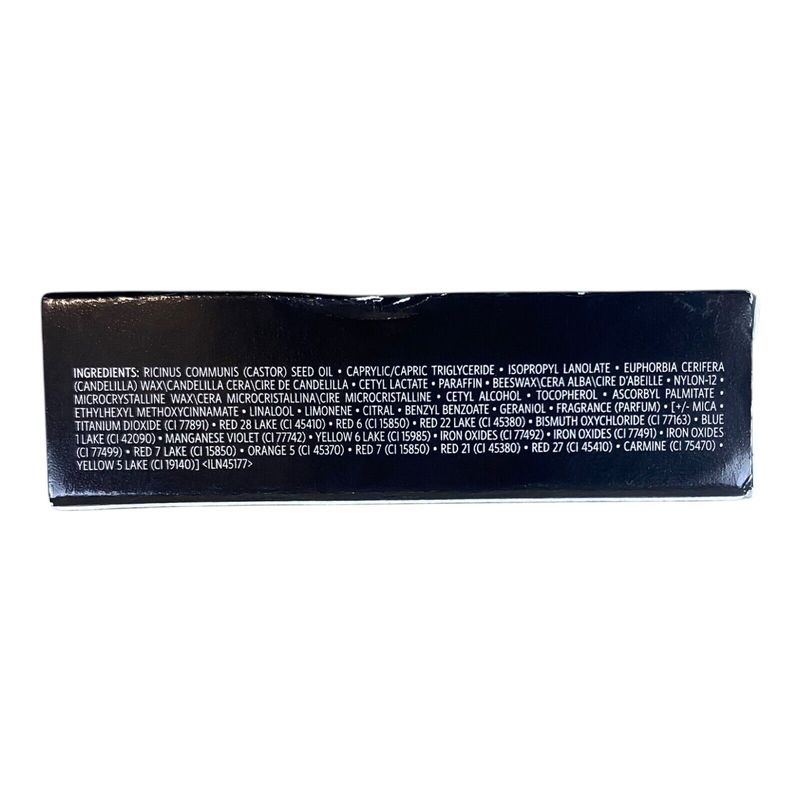 INGREDIENTS: RICINUS COMMUNIS (CASTOR) SEED OIL • CAPRYLIC/CAPRIC TRIGLYCERIDE • ISOPROPYL LANOLATE • EUPHORBIA CERIFERA
(CANDELILLA) WAX\CANDELILLA CERA\CIRE DE CANDELILLA • CETYL LACTATE • PARAFFIN • BEESWAX\CERA ALBA\CIRE D'ABEILLE • NYLON-12 •
MICROCRYSTALLINE WAX\CERA MICROCRISTALLINA\CIRE MICROCRISTALLINE • CETYL ALCOHOL • TOCOPHEROL • ASCORBYL PALMITATE •
ETHYLHEXYL METHOXYCINNAMATE • LINALOOL • LIMONENE • CITRAL • BENZYL BENZOATE • GERANIOL • FRAGRANCE (PARFUM) • [+/- MICA •
TITANIUM DIOXIDE (CI 77891) • RED 28 LAKE (CI 45410) • RED 6 (CI 15850) • RED 22 LAKE (CI 45380) • BISMUTH OXYCHLORIDE (CI 77163) • BLUE
1 LAKE (CI 42090) • MANGANESE VIOLET (CI 77742) • YELLOW 6 LAKE (CI 15985) • IRON OXIDES (CI 77492) • IRON OXIDES (CI 77491) • IRON OXIDES
(CI 77499) • RED 7 LAKE (CI 15850) • ORANGE 5 (CI 45370) • RED 7 (CI 15850) • RED 21 (CI 45380) • RED 27 (CI 45410) • CARMINE (CI 75470) •
YELLOW 5 LAKE (CI 19140)] <ILN45177>